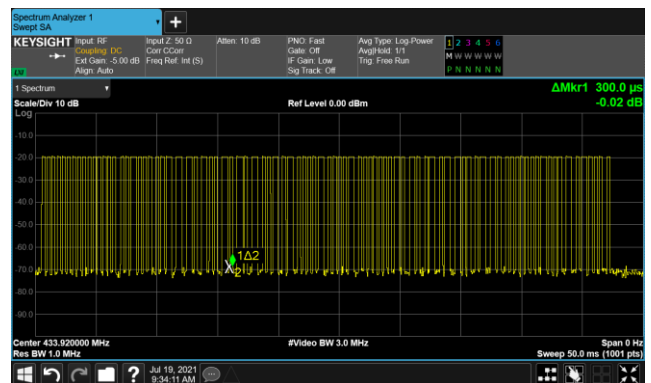 Spectrum Analyzer 1
Swept SA
+
KEYSIGHT Input: RF Input Z: 50 Ω Atten: 10 dB PNO: Fast Avg Type: Log-Power 1 2 3 4 5 6
Coupling: DC Corr CCorr Gate: Off Avg|Hold: 1/1 M W W W W W
Ext Gain: -5.00 dB Freq Ref: Int (S) IF Gain: Low Trig: Free Run
Align: Auto Sig Track: Off P N N N N N
1 Spectrum ΔMkr1 300.0 µs
Scale/Div 10 dB Ref Level 0.00 dBm -0.02 dB
Log
-10.0
-20.0
-30.0
-40.0
-50.0
-60.0
1Δ2
X2
-70.0
-80.0
-90.0
Center 433.920000 MHz #Video BW 3.0 MHz Span 0 Hz
Res BW 1.0 MHz Sweep 50.0 ms (1001 pts)
? Jul 19, 2021
9:34:11 AM